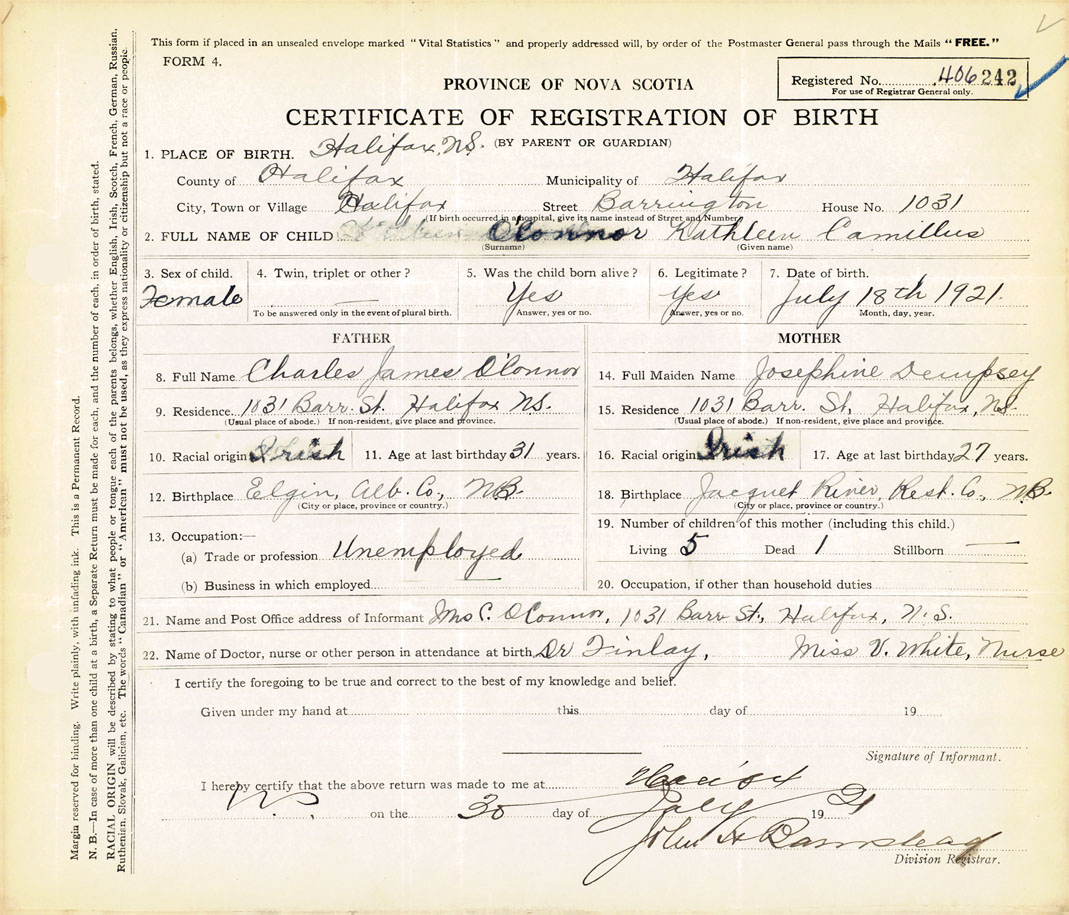 This form if placed in an unsealed envelope marked "Vital Statistics" and properly addressed will, by order of the Postmaster General pass through the Mails "FREE."
FORM 4.
Registered No. 406242
For use of Registrar General only.
PROVINCE OF NOVA SCOTIA
CERTIFICATE OF REGISTRATION OF BIRTH
(BY PARENT OR GUARDIAN)
1. PLACE OF BIRTH. Halifax, N.S.
County of Halifax Municipality of Halifax
City, Town or Village Halifax Street Barrington House No. 1031
(If birth occurred in a hospital, give its name instead of Street and Number)
2. FULL NAME OF CHILD O'Connor Kathleen Camillus
(Surname) (Given name)
3. Sex of child. 4. Twin, triplet or other? 5. Was the child born alive? 6. Legitimate? 7. Date of birth.
Female — Yes Yes July 18th 1921.
To be answered only in the event of plural birth. Answer, yes or no. Answer, yes or no. Month, day, year.
FATHER
8. Full Name Charles James O'Connor
9. Residence 1031 Barr. St. Halifax N.S.
(Usual place of abode.) If non-resident, give place and province.
10. Racial origin Irish 11. Age at last birthday 31 years.
12. Birthplace Elgin, Alb. Co., N.B.
(City or place, province or country.)
13. Occupation:—
(a) Trade or profession Unemployed
(b) Business in which employed
MOTHER
14. Full Maiden Name Josephine Dempsey
15. Residence 1031 Barr. St, Halifax, N.S.
(Usual place of abode.) If non-resident, give place and province.
16. Racial origin Irish 17. Age at last birthday 27 years.
18. Birthplace Jacquet River, Rest. Co., N.B.
(City or place, province or country.)
19. Number of children of this mother (including this child.)
Living 5 Dead 1 Stillborn —
20. Occupation, if other than household duties
21. Name and Post Office address of Informant Mrs C. O'Connor, 1031 Barr St., Halifax, N.S.
22. Name of Doctor, nurse or other person in attendance at birth, Dr Finlay, Miss V. White, Nurse
I certify the foregoing to be true and correct to the best of my knowledge and belief.
Given under my hand at this day of 19
Signature of Informant.
I hereby certify that the above return was made to me at Halifax
N.S. on the 30 day of July 1921
John H Barnstead
Division Registrar.
Margin reserved for binding. Write plainly, with unfading ink. This is a Permanent Record.
N. B.—In case of more than one child at a birth, a Separate Return must be made for each, and the number of each, in order of birth, stated.
RACIAL ORIGIN will be described by stating to what people or tongue each of the parents belongs, whether English, Irish, Scotch, French, German, Russian,
Ruthenian, Slovak, Galician, etc. The words "Canadian" or "American" must not be used, as they express nationality or citizenship but not a race or people.